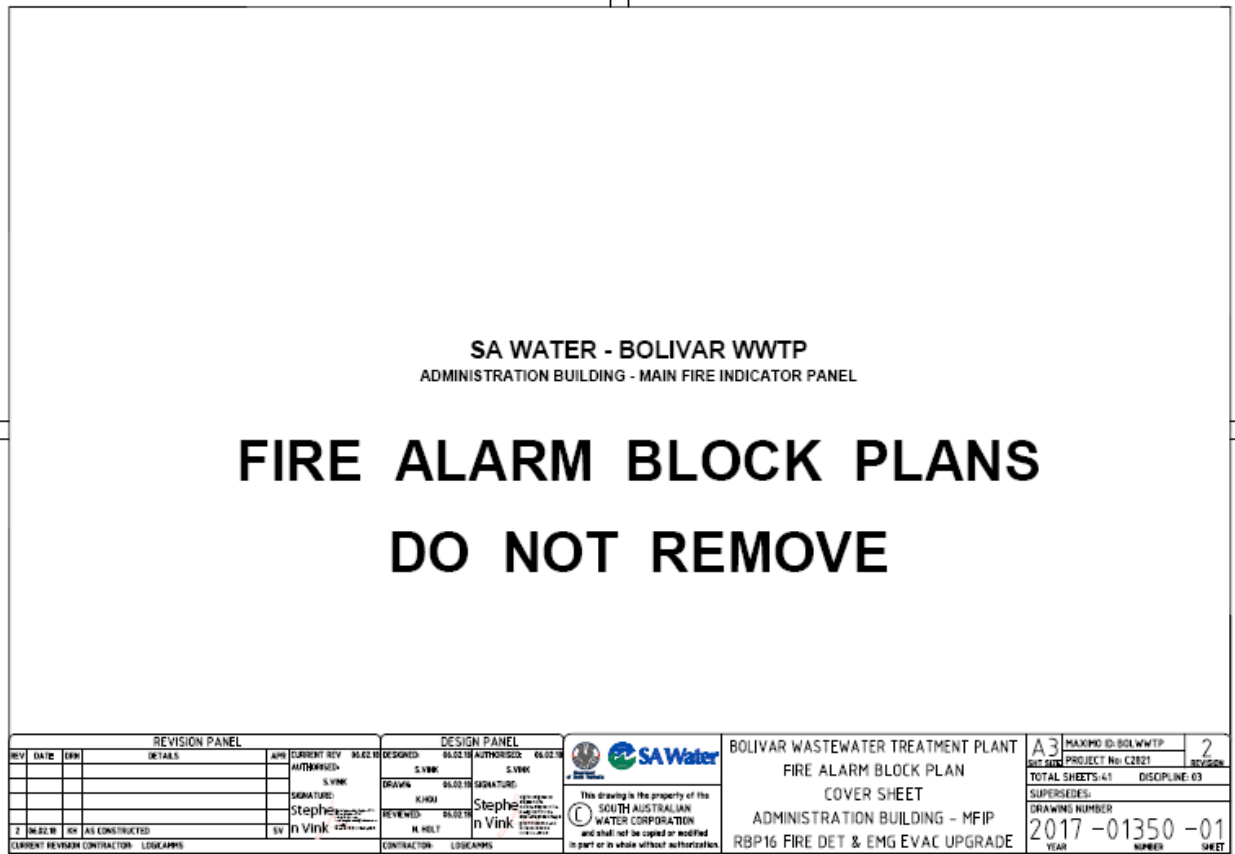 SA WATER - BOLIVAR WWTP
ADMINISTRATION BUILDING - MAIN FIRE INDICATOR PANEL
FIRE ALARM BLOCK PLANS
DO NOT REMOVE
REVISION PANEL
REV DATE DRN DETAILS APR
2 06.02.18 KH AS CONSTRUCTED SV
CURRENT REVISION CONTRACTOR: LOGICAMMS
CURRENT REV 06.02.18
AUTHORISED:
S.VINK
SIGNATURE:
Stephe
n Vink
DESIGN PANEL
DESIGNED: 06.02.18 AUTHORISED: 06.02.18
S.VINK S.VINK
DRAWN: 06.02.18 SIGNATURE:
K.HOU
Stephe
n Vink
REVIEWED: 06.02.18
M. HOLT
CONTRACTOR: LOGICAMMS
SA Water
This drawing is the property of the
© SOUTH AUSTRALIAN
WATER CORPORATION
and shall not be copied or modified
in part or in whole without authorization.
BOLIVAR WASTEWATER TREATMENT PLANT
FIRE ALARM BLOCK PLAN
COVER SHEET
ADMINISTRATION BUILDING - MFIP
RBP16 FIRE DET & EMG EVAC UPGRADE
A3
SHT SIZE
MAXIMO ID: BOLWWTP
PROJECT No: C2821
2
REVISION
TOTAL SHEETS:41 DISCIPLINE: 03
SUPERSEDES:
DRAWING NUMBER
2017 -01350 -01
YEAR NUMBER SHEET